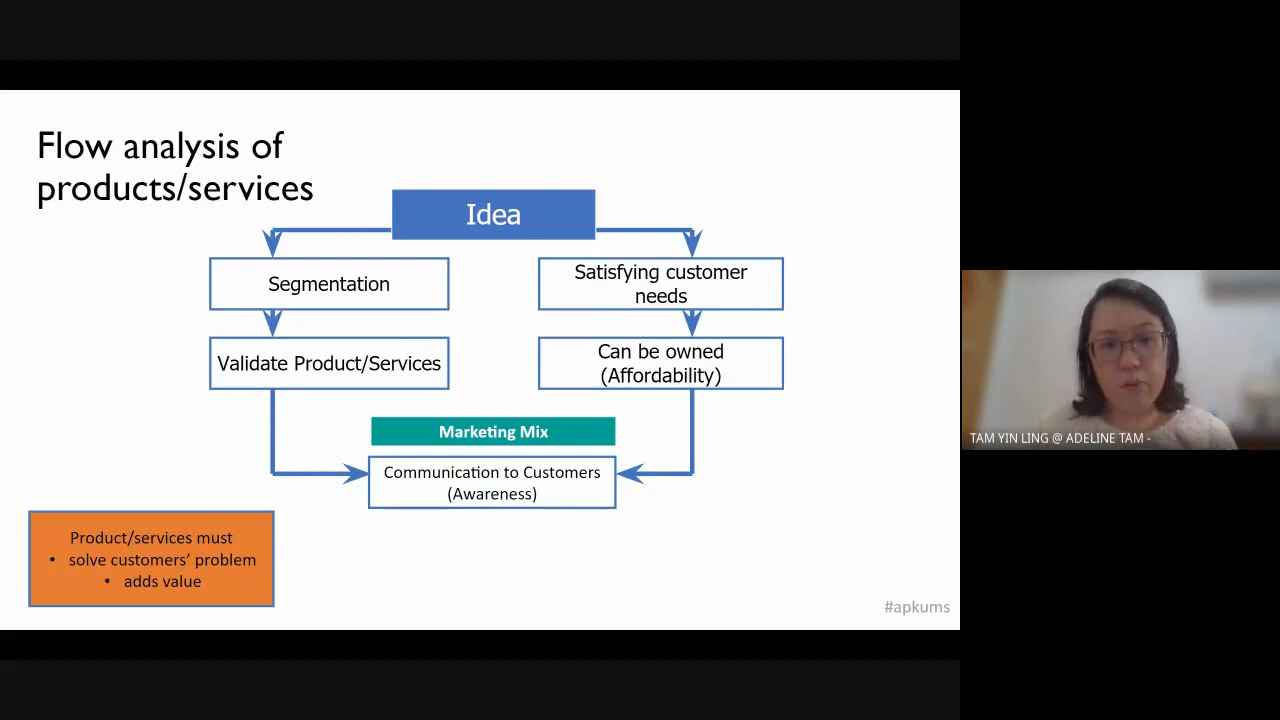 Flow analysis of
products/services
Idea
Segmentation
Satisfying customer
needs
Validate Product/Services
Can be owned
(Affordability)
Marketing Mix
Communication to Customers
(Awareness)
Product/services must
• solve customers’ problem
• adds value
#apkums
TAM YIN LING @ ADELINE TAM -